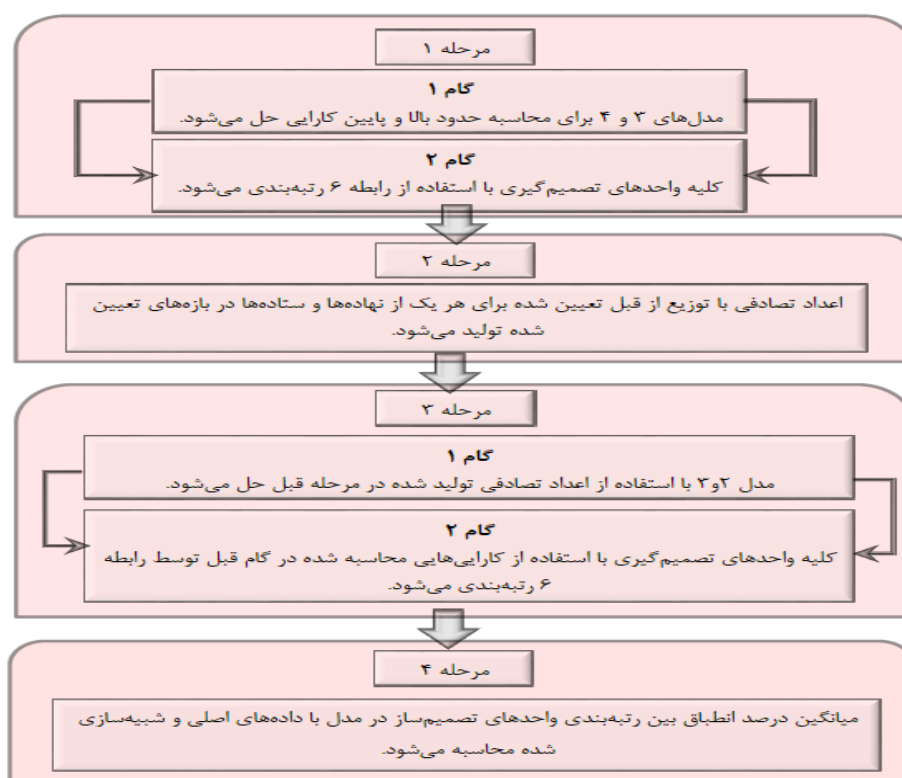 مرحله ۱
گام ۱
مدل‌های ۳ و ۴ برای محاسبه حدود بالا و پایین کارایی حل می‌شود.
گام ۲
کلیه واحدهای تصمیم‌گیری با استفاده از رابطه ۶ رتبه‌بندی می‌شود.
مرحله ۲
اعداد تصادفی با توزیع از قبل تعیین شده برای هر یک از نهاده‌ها و ستاده‌ها در بازه‌های تعیین
شده تولید می‌شود.
مرحله ۳
گام ۱
مدل ۲و۳ با استفاده از اعداد تصادفی تولید شده در مرحله قبل حل می‌شود.
گام ۲
کلیه واحدهای تصمیم‌گیری با استفاده از کارایی‌هایی محاسبه شده در گام قبل توسط رابطه
۶ رتبه‌بندی می‌شود.
مرحله ۴
میانگین درصد انطباق بین رتبه‌بندی واحدهای تصمیم‌ساز در مدل با داده‌های اصلی و شبیه‌سازی
شده محاسبه می‌شود.